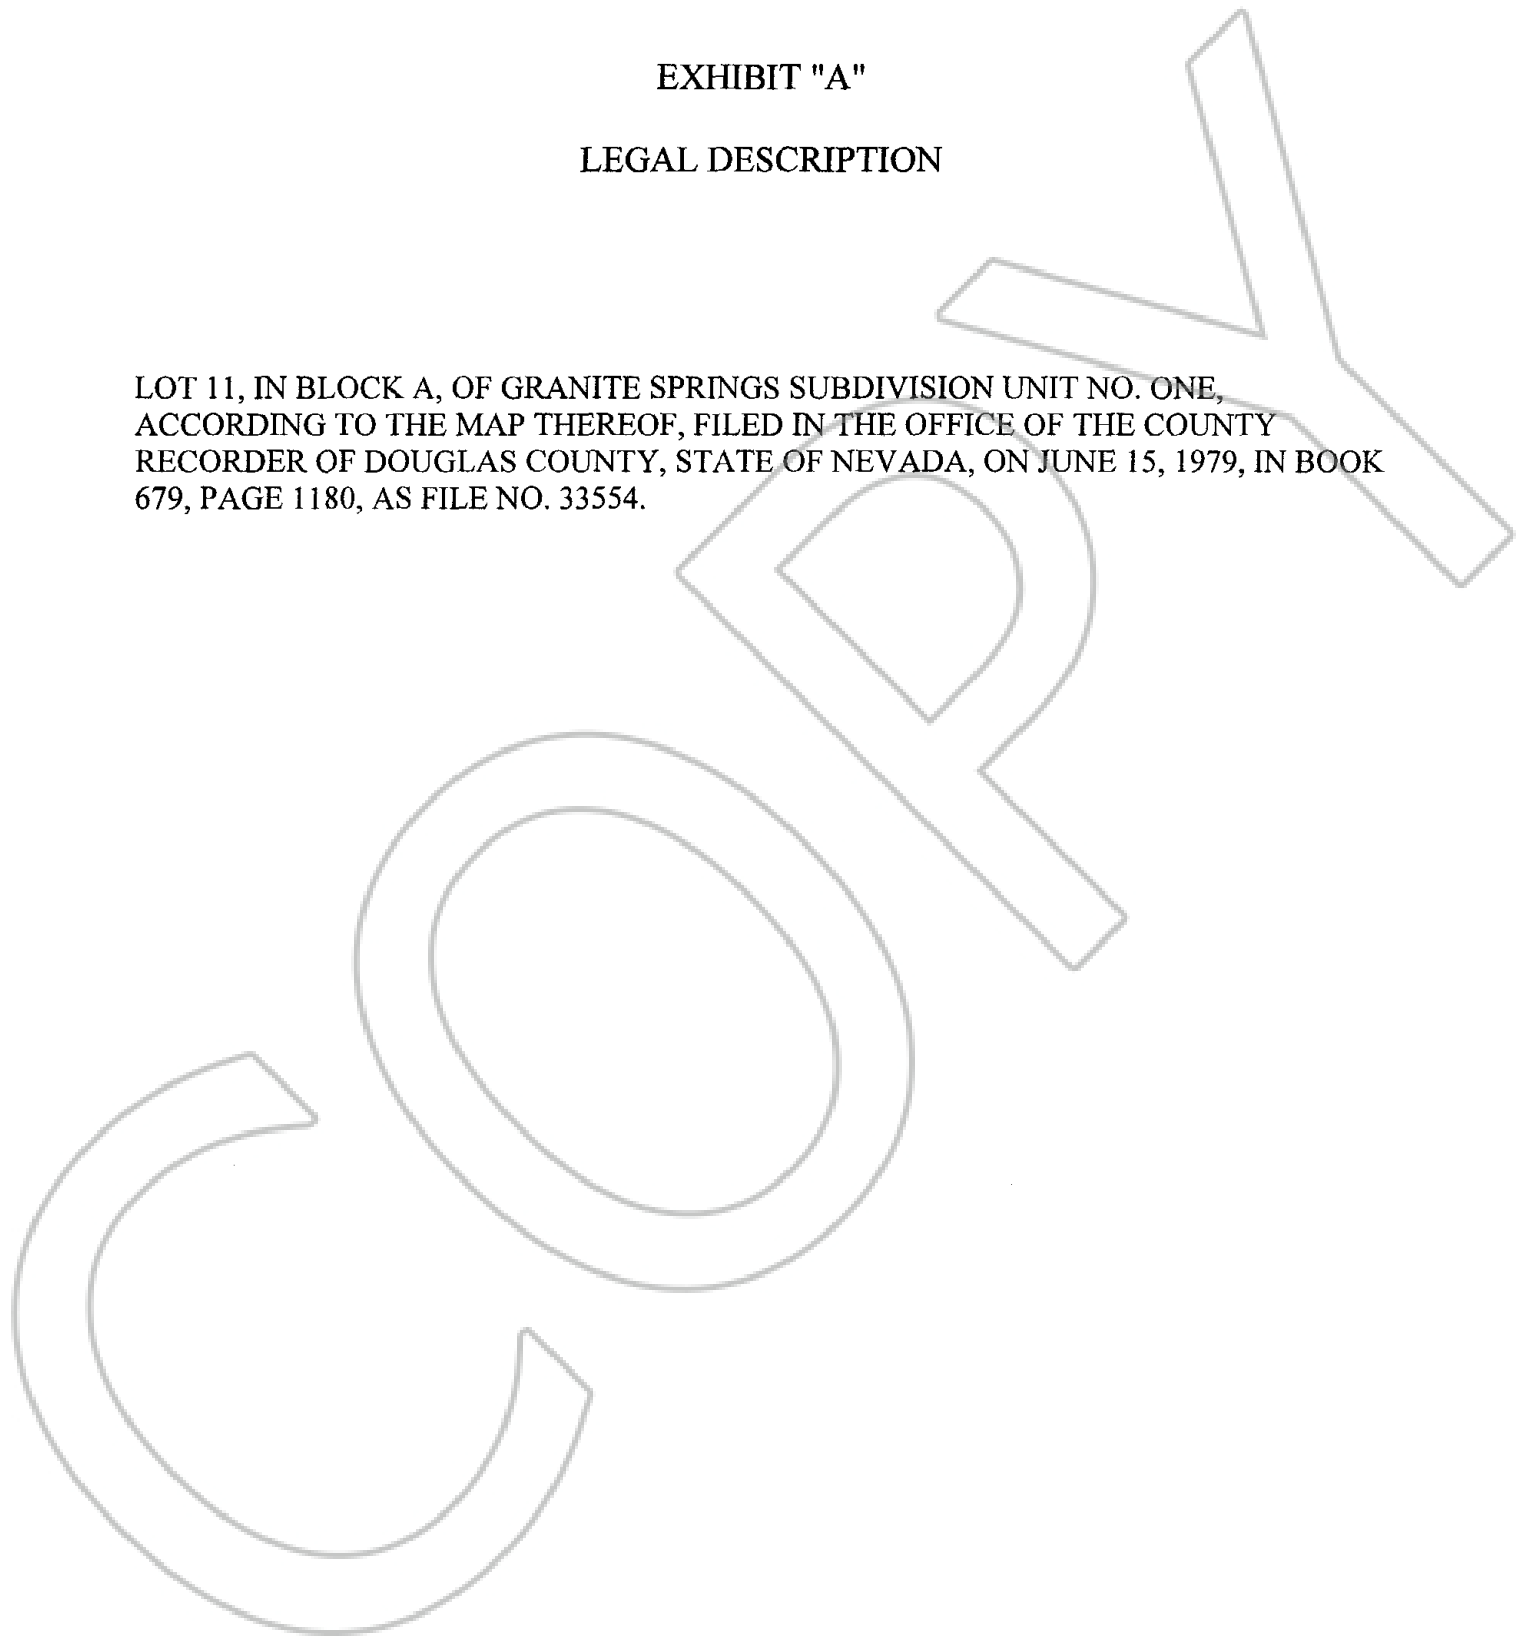 EXHIBIT "A"
LEGAL DESCRIPTION
LOT 11, IN BLOCK A, OF GRANITE SPRINGS SUBDIVISION UNIT NO. ONE,
ACCORDING TO THE MAP THEREOF, FILED IN THE OFFICE OF THE COUNTY
RECORDER OF DOUGLAS COUNTY, STATE OF NEVADA, ON JUNE 15, 1979, IN BOOK
679, PAGE 1180, AS FILE NO. 33554.
COPY